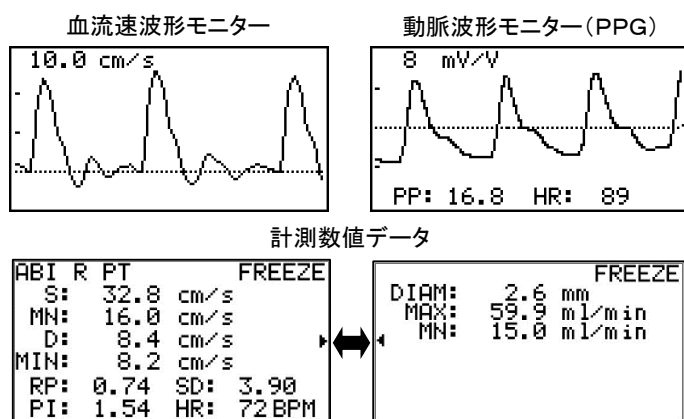 血流速波形モニター
動脈波形モニター(PPG)
10.0 cm/s
8 mV/V
PP: 16.8 HR: 89
計測数値データ
ABI R PT FREEZE
S: 32.8 cm/s
MN: 16.0 cm/s
D: 8.4 cm/s
MIN: 8.2 cm/s
RP: 0.74 SD: 3.90
PI: 1.54 HR: 72 BPM
FREEZE
DIAM: 2.6 mm
MAX: 59.9 ml/min
MN: 15.0 ml/min